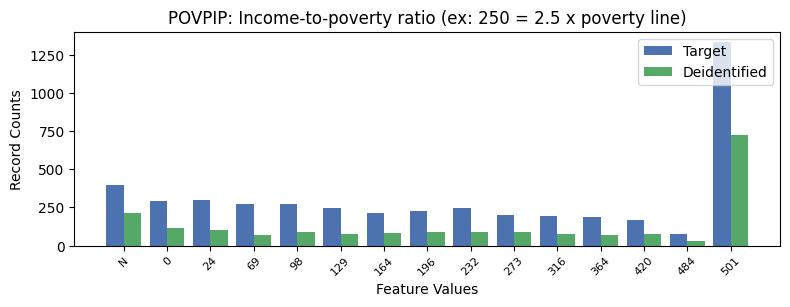 POVPIP: Income-to-poverty ratio (ex: 250 = 2.5 x poverty line)
Target
Deidentified
Record Counts
1250
1000
750
500
250
0
N 0 24 69 98 129 164 196 232 273 316 364 420 484 501
Feature Values